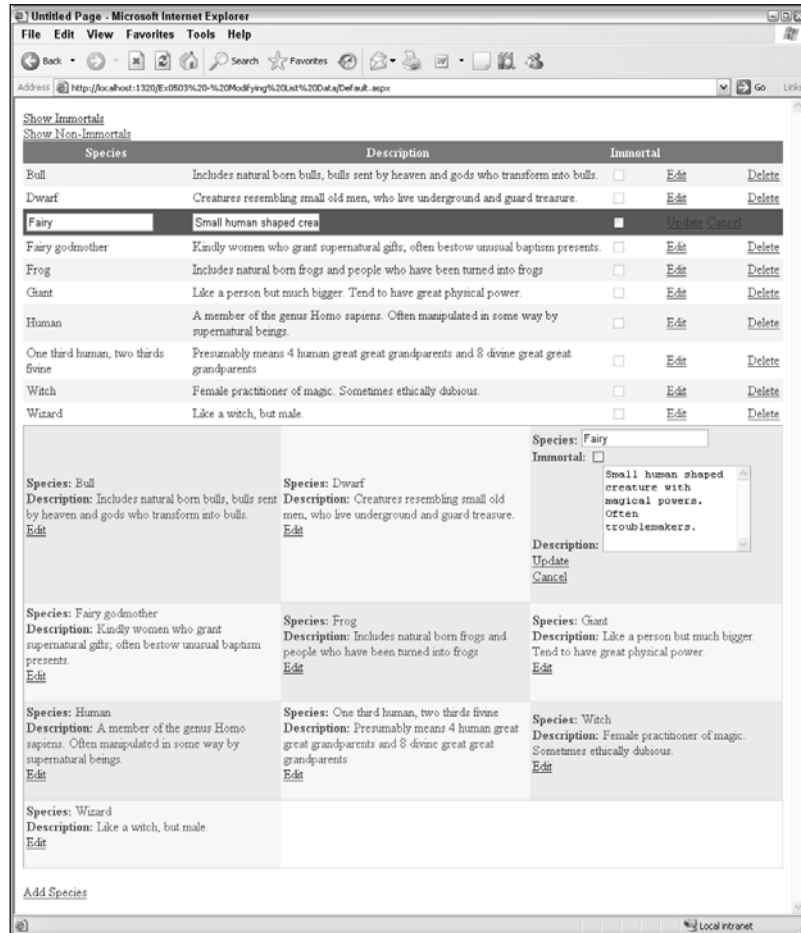 Untitled Page - Microsoft Internet Explorer
File Edit View Favorites Tools Help
Back Search Favorites
Address http://localhost:1320/Ex0503%20-%20Modifying%20List%20Data/Default.aspx Go Links
Show Immortals
Show Non-Immortals
Species Description Immortal
Bull Includes natural born bulls, bulls sent by heaven and gods who transform into bulls. Edit Delete
Dwarf Creatures resembling small old men, who live underground and guard treasure. Edit Delete
Fairy Small human shaped crea Update Cancel
Fairy godmother Kindly women who grant supernatural gifts; often bestow unusual baptism presents. Edit Delete
Frog Includes natural born frogs and people who have been turned into frogs Edit Delete
Giant Like a person but much bigger. Tend to have great physical power. Edit Delete
Human A member of the genus Homo sapiens. Often manipulated in some way by
supernatural beings. Edit Delete
One third human, two thirds
fivine Presumably means 4 human great great grandparents and 8 divine great great
grandparents Edit Delete
Witch Female practitioner of magic. Sometimes ethically dubious. Edit Delete
Wizard Like a witch, but male. Edit Delete
Species: Bull
Description: Includes natural born bulls, bulls sent
by heaven and gods who transform into bulls.
Edit
Species: Dwarf
Description: Creatures resembling small old
men, who live underground and guard treasure.
Edit
Species: Fairy
Immortal:
Small human shaped
creature with
magical powers.
Often
troublemakers.
Description:
Update
Cancel
Species: Fairy godmother
Description: Kindly women who grant
supernatural gifts; often bestow unusual baptism
presents.
Edit
Species: Frog
Description: Includes natural born frogs and
people who have been turned into frogs
Edit
Species: Giant
Description: Like a person but much bigger.
Tend to have great physical power.
Edit
Species: Human
Description: A member of the genus Homo
sapiens. Often manipulated in some way by
supernatural beings.
Edit
Species: One third human, two thirds fivine
Description: Presumably means 4 human great
great grandparents and 8 divine great great
grandparents
Edit
Species: Witch
Description: Female practitioner of magic.
Sometimes ethically dubious.
Edit
Species: Wizard
Description: Like a witch, but male.
Edit
Add Species
Local intranet